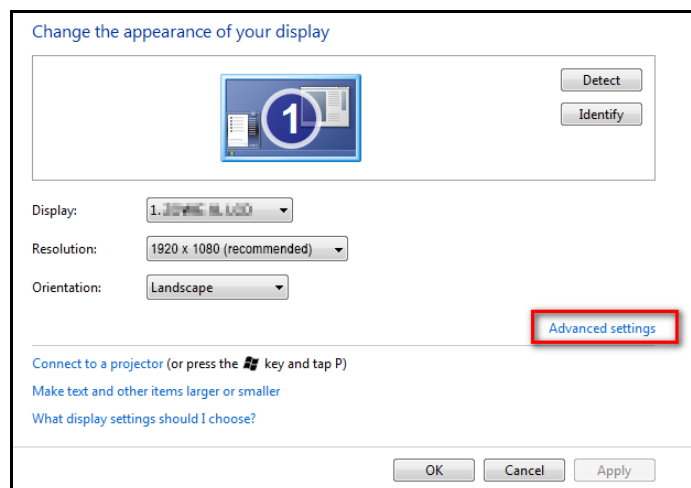 Change the appearance of your display
1
Detect
Identify
Display: 1.
Resolution: 1920 x 1080 (recommended)
Orientation: Landscape
Advanced settings
Connect to a projector (or press the key and tap P)
Make text and other items larger or smaller
What display settings should I choose?
OK Cancel Apply